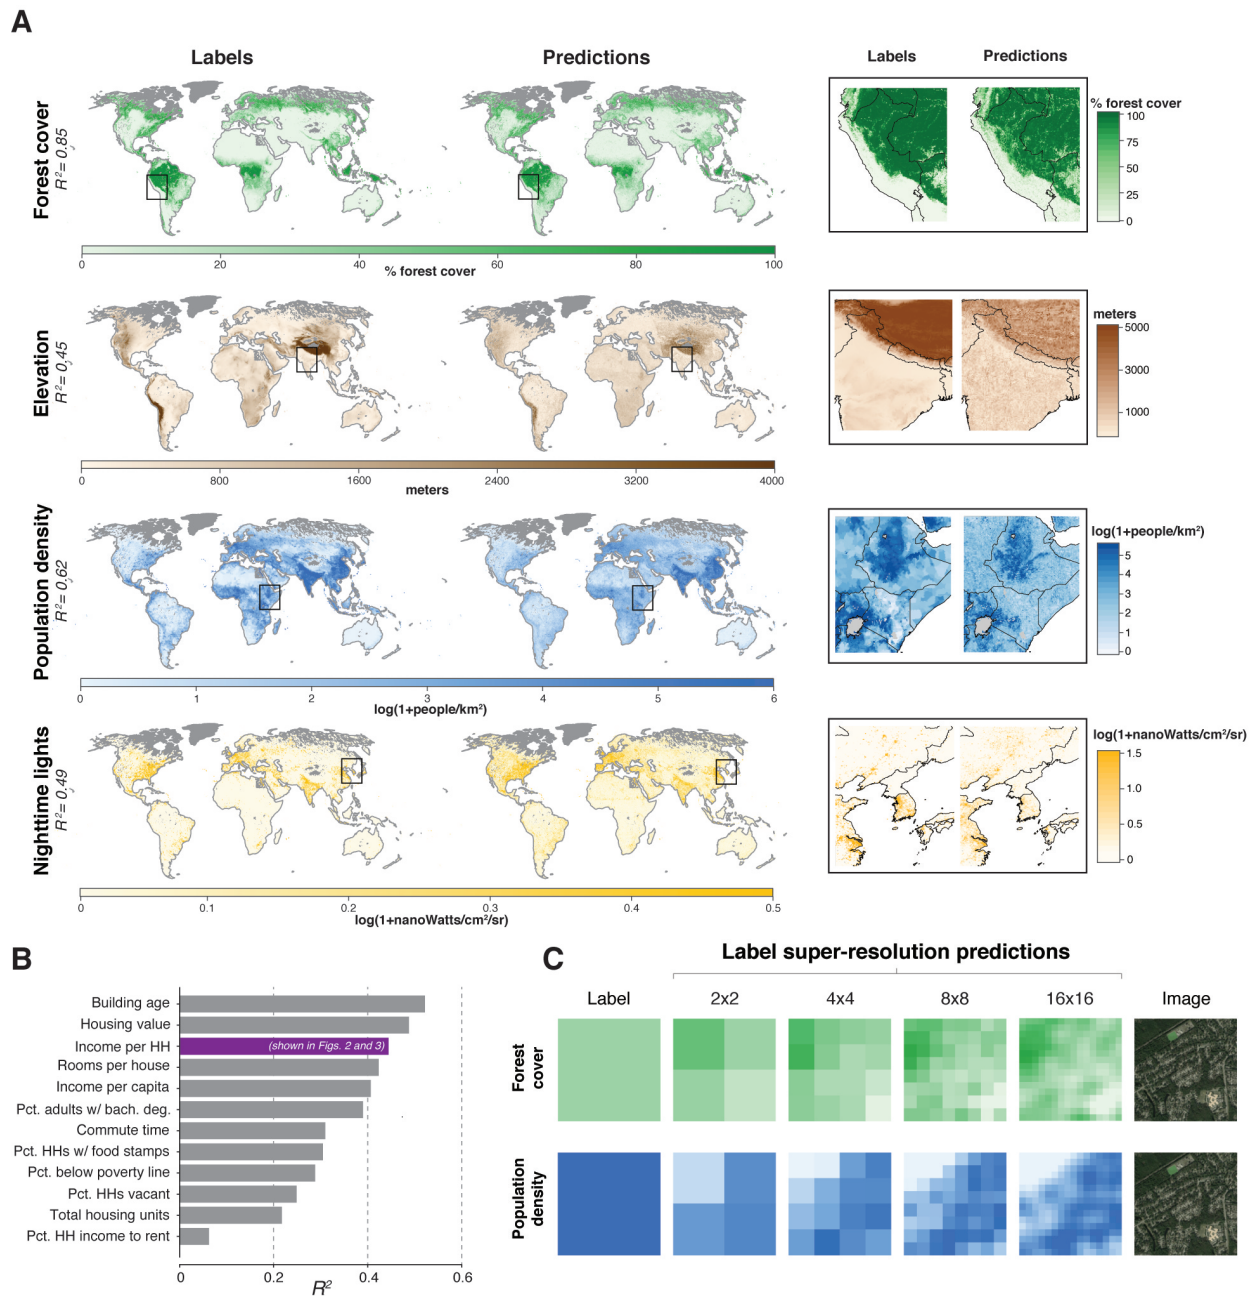 A
Labels
Predictions
Labels
Predictions
Forest cover
R² = 0.85
0 20 40 60 80 100
% forest cover
% forest cover
100
75
50
25
0
Elevation
R² = 0.45
0 800 1600 2400 3200 4000
meters
meters
5000
3000
1000
Population density
R² = 0.62
0 1 2 3 4 5 6
log(1+people/km²)
log(1+people/km²)
5
4
3
2
1
0
Nighttime lights
R² = 0.49
0 0.1 0.2 0.3 0.4 0.5
log(1+nanoWatts/cm²/sr)
log(1+nanoWatts/cm²/sr)
1.5
1.0
0.5
0
B
Building age
Housing value
Income per HH (shown in Figs. 2 and 3)
Rooms per house
Income per capita
Pct. adults w/ bach. deg.
Commute time
Pct. HHs w/ food stamps
Pct. below poverty line
Pct. HHs vacant
Total housing units
Pct. HH income to rent
0 0.2 0.4 0.6
R²
C
Label super-resolution predictions
Label 2x2 4x4 8x8 16x16 Image
Forest
cover
Population
density